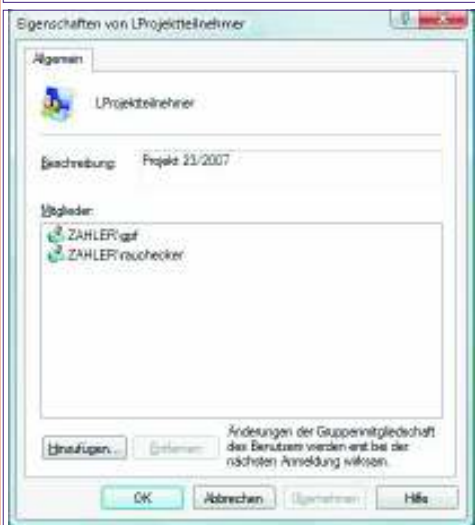 Eigenschaften von LProjektteilnehmer
Allgemein
LProjektteilnehmer
Beschreibung:
Projekt 23/2007
Mitglieder:
ZAHLER\gpf
ZAHLER\rauchecker
Hinzufügen...
Entfernen
Änderungen der Gruppenmitgliedschaft
des Benutzers werden erst bei der
nächsten Anmeldung wirksam.
OK
Abbrechen
Übernehmen
Hilfe